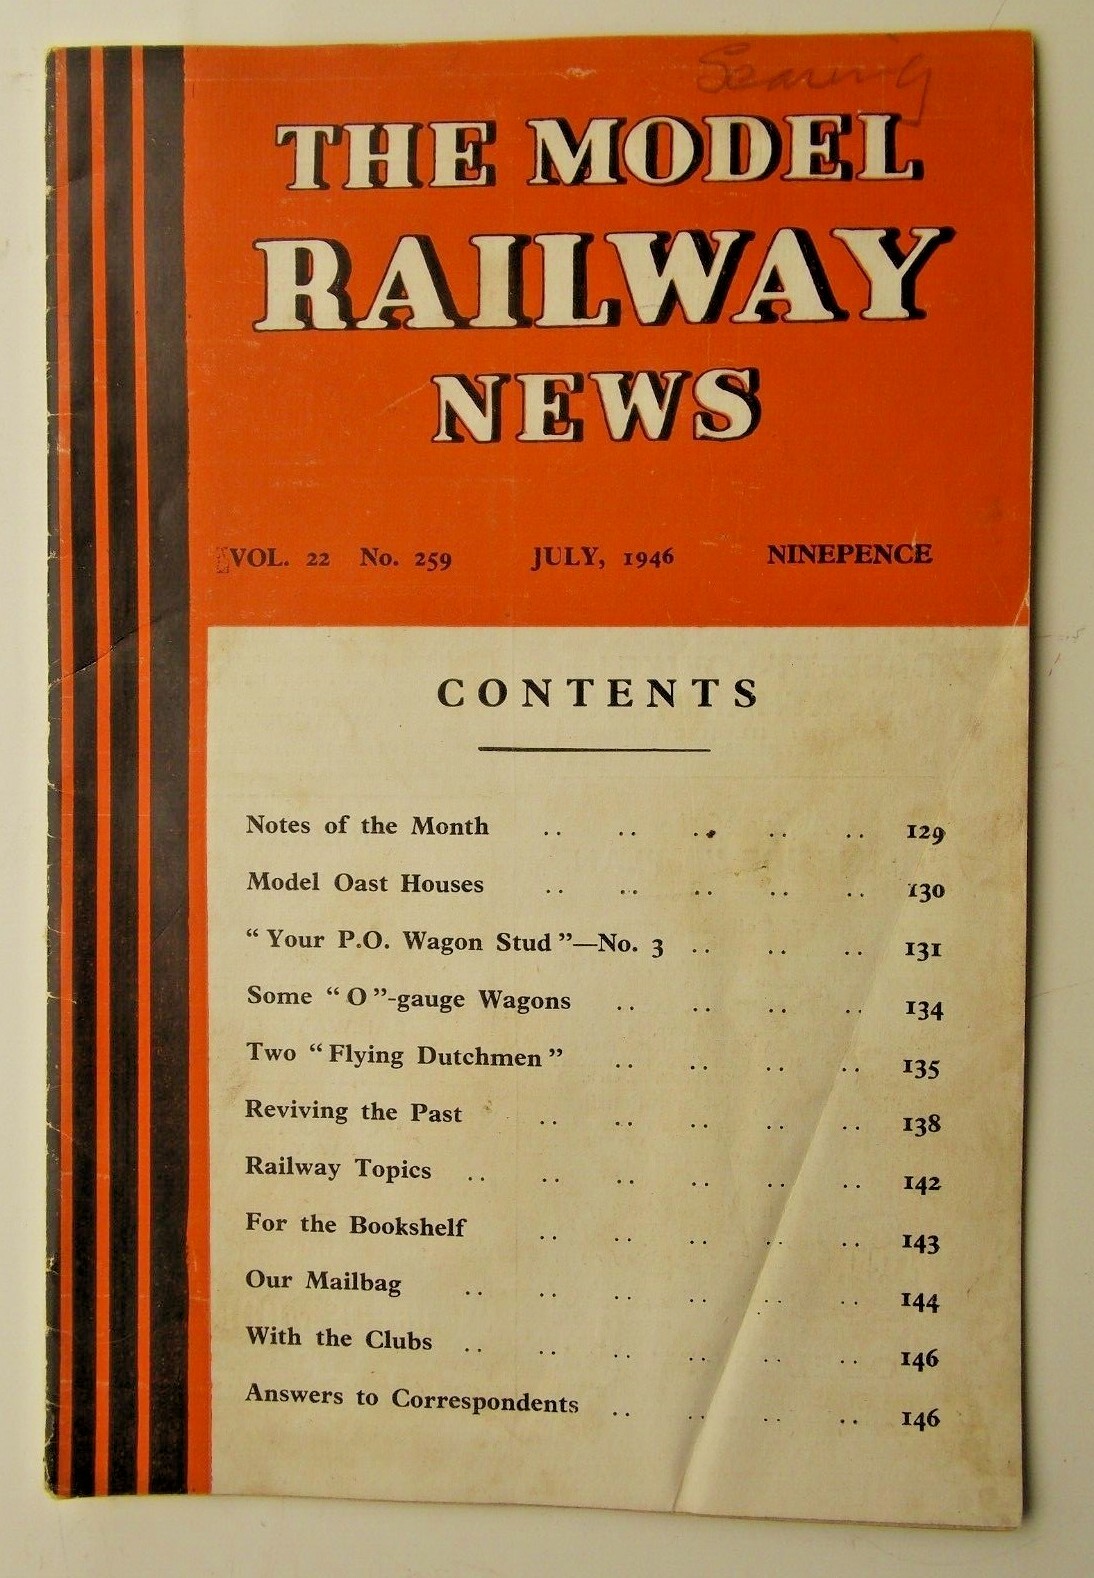 Searing
THE MODEL
RAILWAY
NEWS
VOL. 22 No. 259 JULY, 1946 NINEPENCE
CONTENTS
Notes of the Month .. .. .. .. .. 129
Model Oast Houses .. .. .. .. .. 130
“Your P.O. Wagon Stud”—No. 3 .. .. .. 131
Some “O”-gauge Wagons .. .. .. .. 134
Two “Flying Dutchmen” .. .. .. .. 135
Reviving the Past .. .. .. .. .. 138
Railway Topics .. .. .. .. .. .. 142
For the Bookshelf .. .. .. .. .. 143
Our Mailbag .. .. .. .. .. .. 144
With the Clubs .. .. .. .. .. .. 146
Answers to Correspondents .. .. .. .. 146